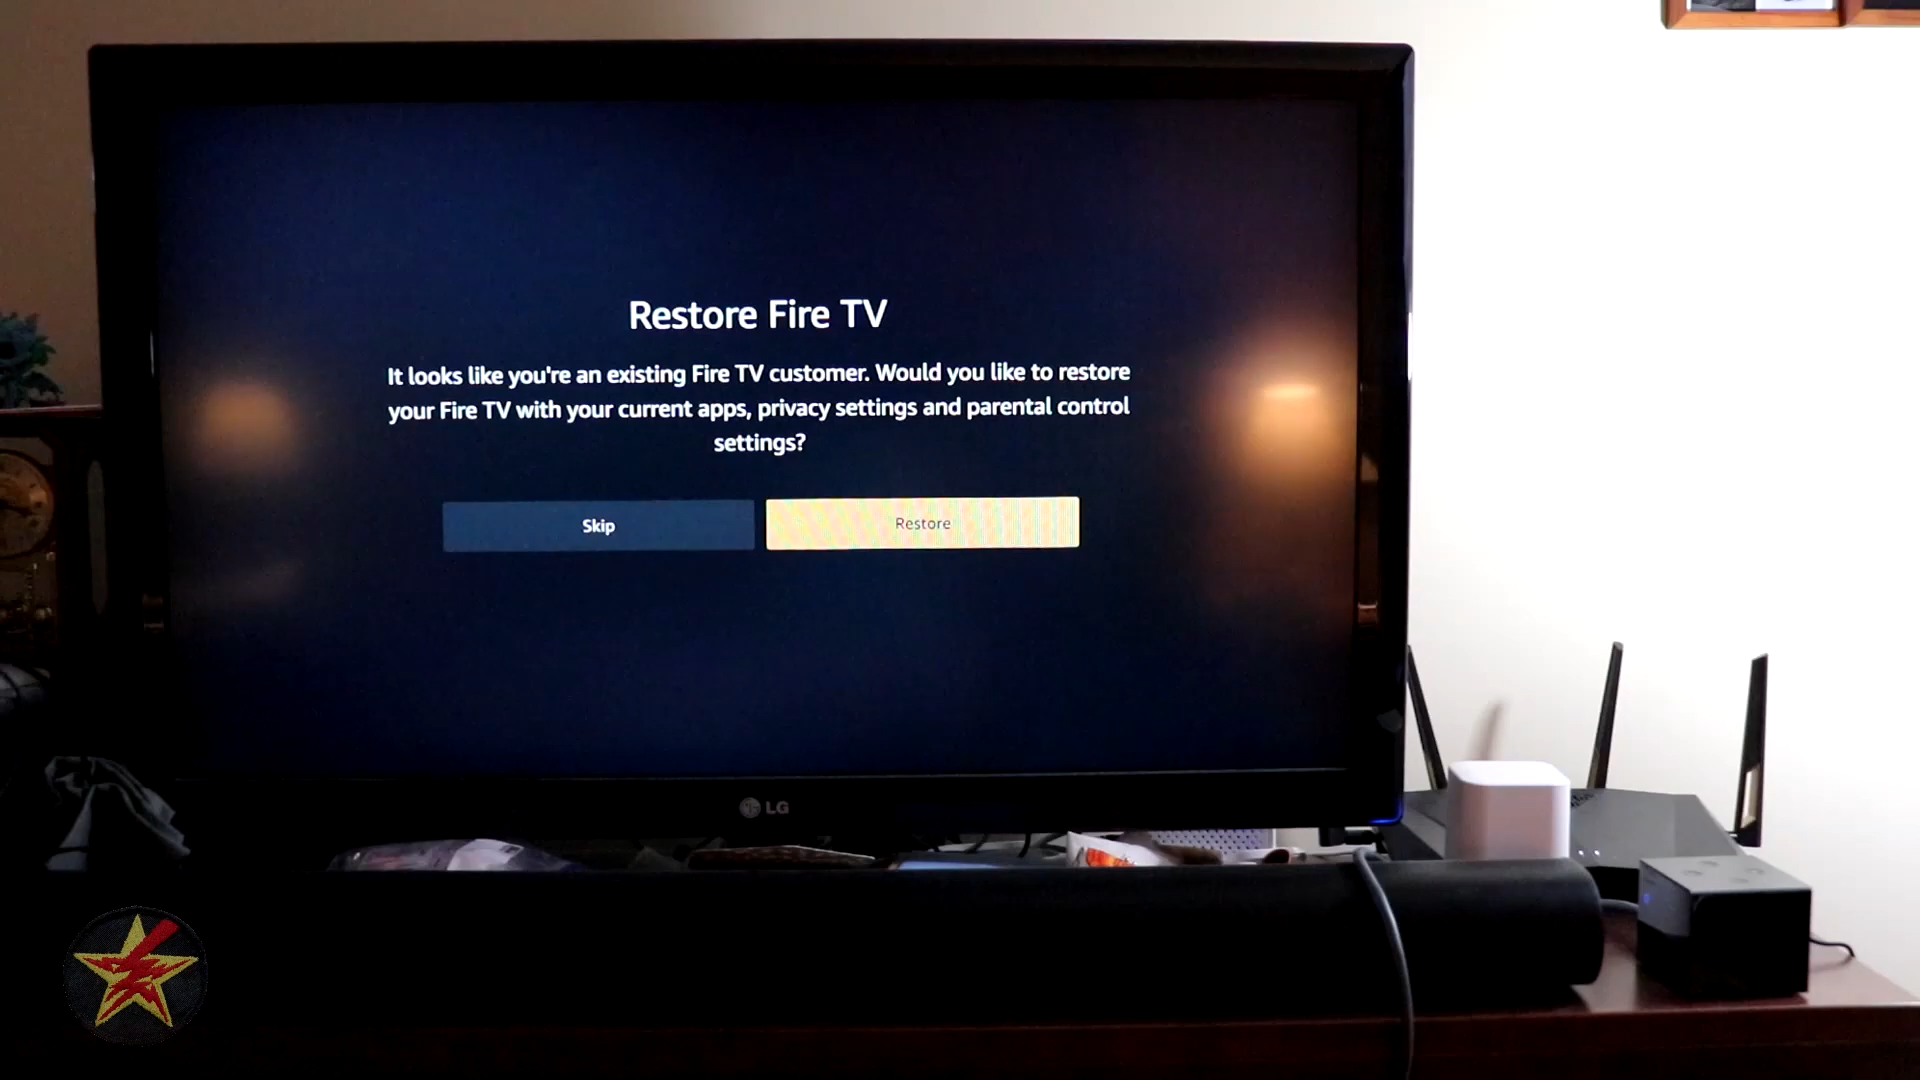 Restore Fire TV
It looks like you're an existing Fire TV customer. Would you like to restore
your Fire TV with your current apps, privacy settings and parental control
settings?
Skip
Restore
LG